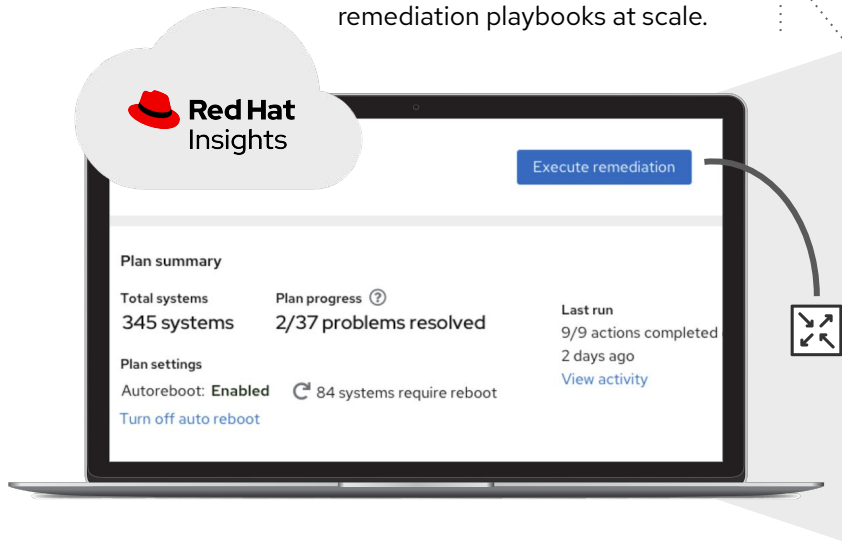 remediation playbooks at scale.
Red Hat
Insights
Execute remediation
Plan summary
Total systems
345 systems
Plan progress ?
2/37 problems resolved
Last run
9/9 actions completed
2 days ago
View activity
Plan settings
Autoreboot: Enabled
84 systems require reboot
Turn off auto reboot